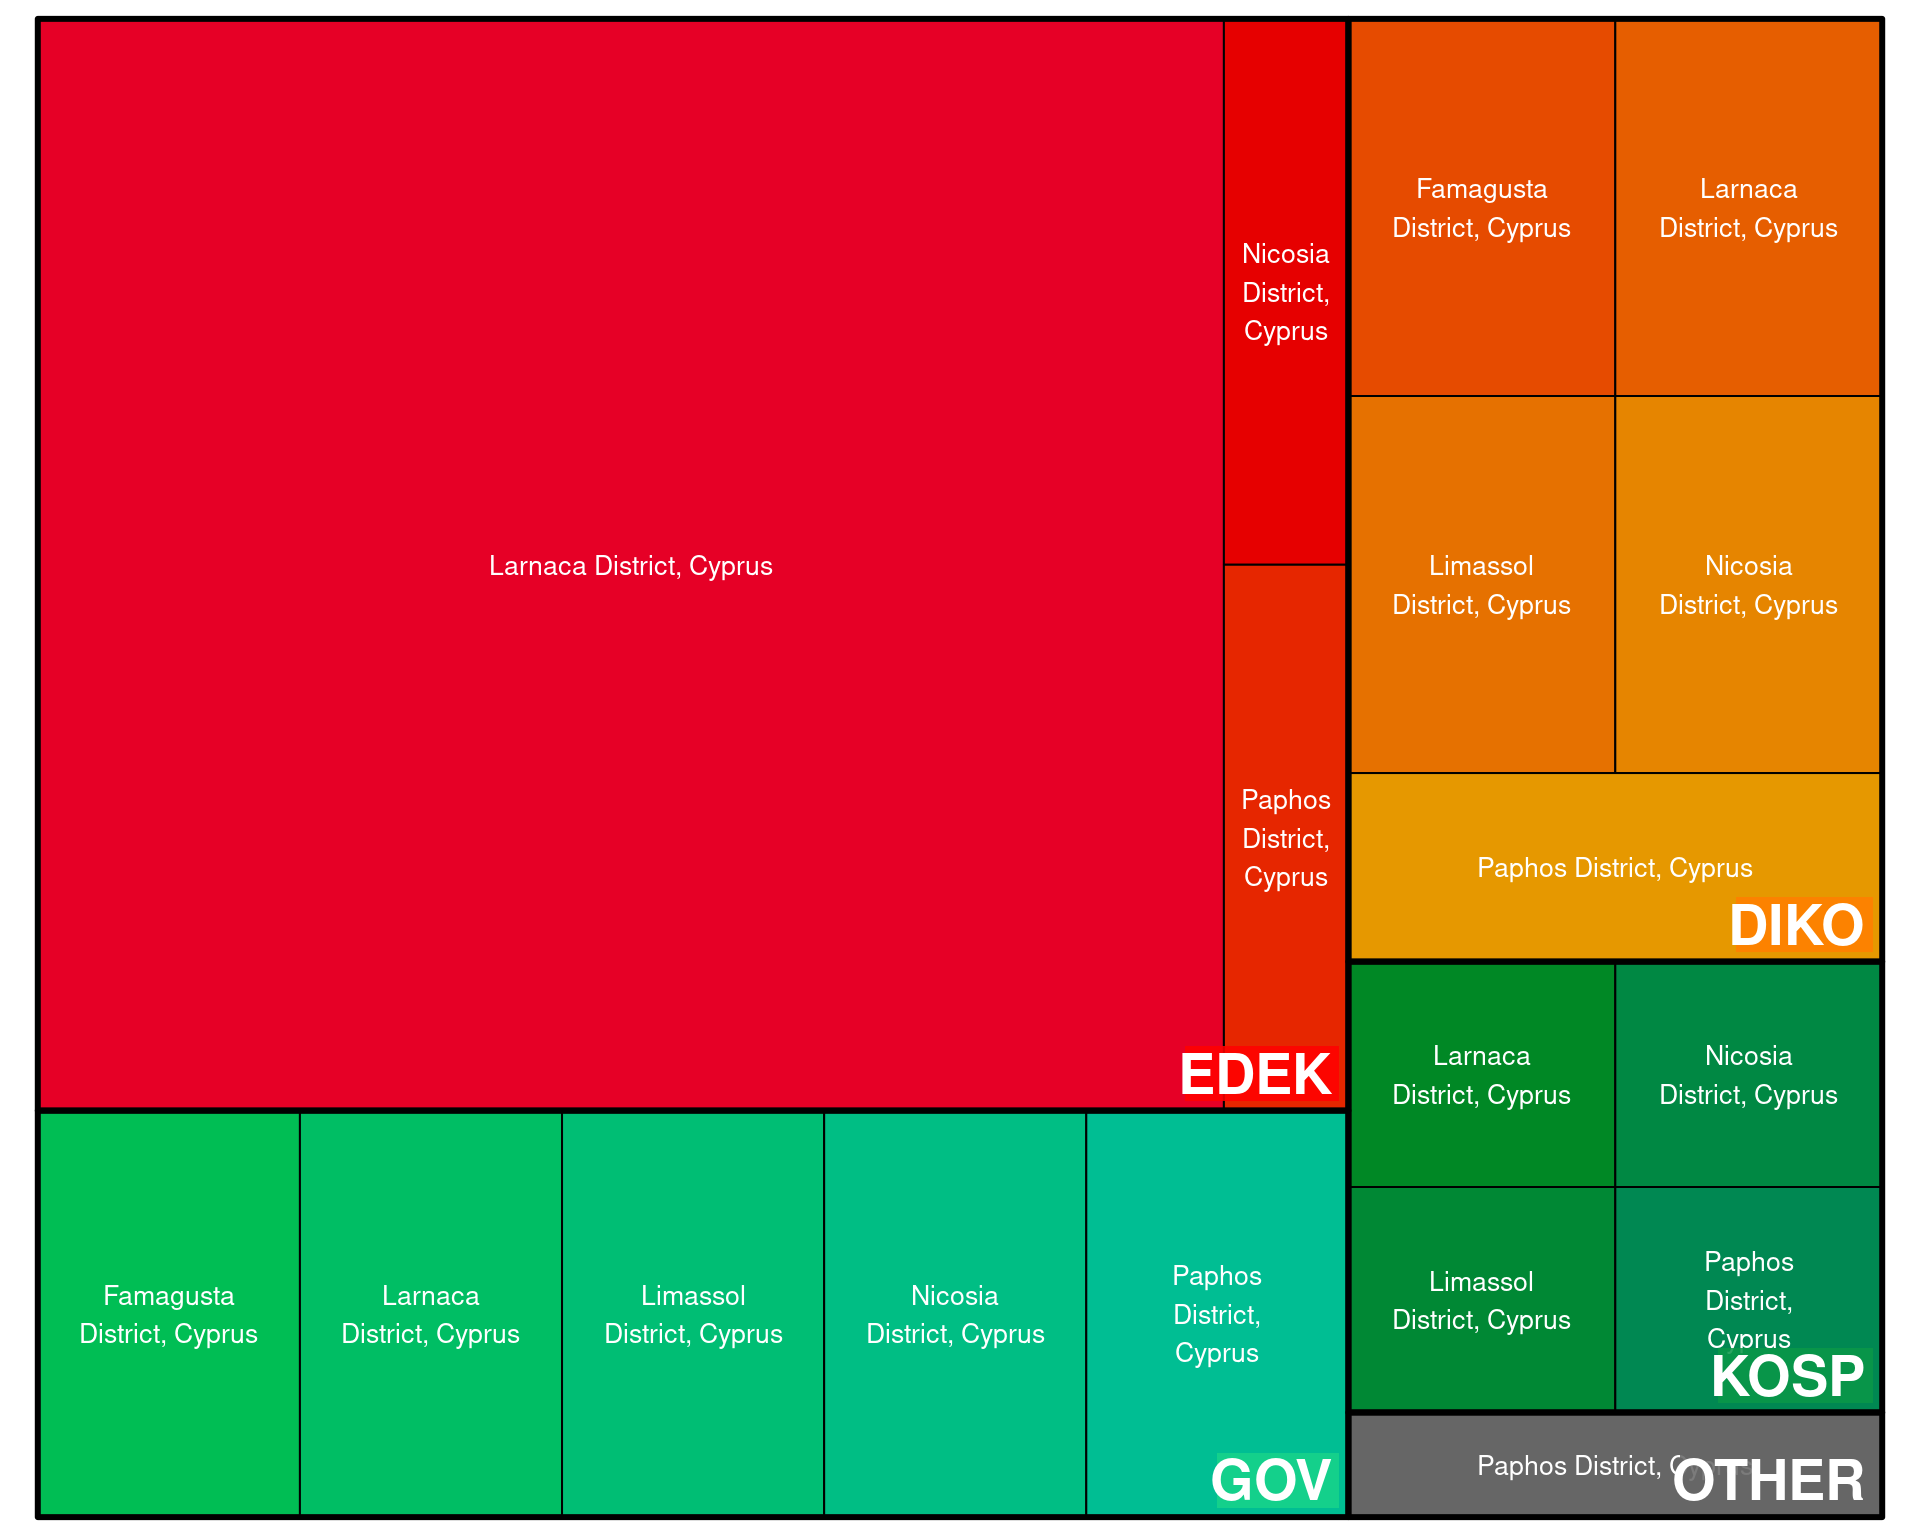 Larnaca District, Cyprus
Nicosia
District,
Cyprus
Paphos
District,
Cyprus
EDEK
Famagusta
District, Cyprus
Larnaca
District, Cyprus
Limassol
District, Cyprus
Nicosia
District, Cyprus
Paphos
District,
Cyprus
GOV
Famagusta
District, Cyprus
Larnaca
District, Cyprus
Limassol
District, Cyprus
Nicosia
District, Cyprus
Paphos District, Cyprus
DIKO
Larnaca
District, Cyprus
Nicosia
District, Cyprus
Limassol
District, Cyprus
Paphos
District,
Cyprus
KOSP
Paphos District, Cyprus
OTHER